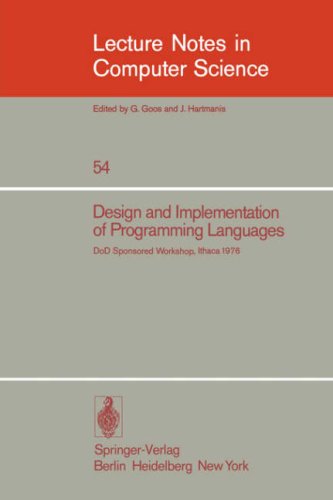 Lecture Notes in
Computer Science
Edited by G. Goos and J. Hartmanis
54
Design and Implementation
of Programming Languages
DoD Sponsored Workshop, Ithaca 1976
Springer-Verlag
Berlin Heidelberg New York